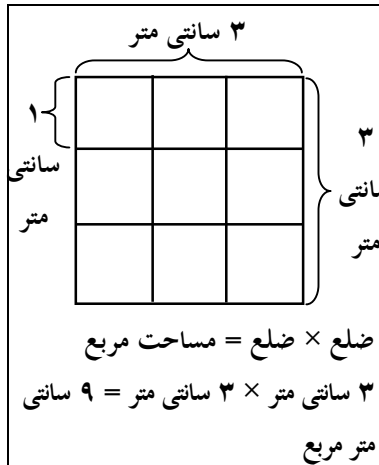 ۳ سانتی متر
۱
سانتی
متر
۳
سانتی
متر
ضلع × ضلع = مساحت مربع
۳ سانتی متر × ۳ سانتی متر = ۹ سانتی
متر مربع